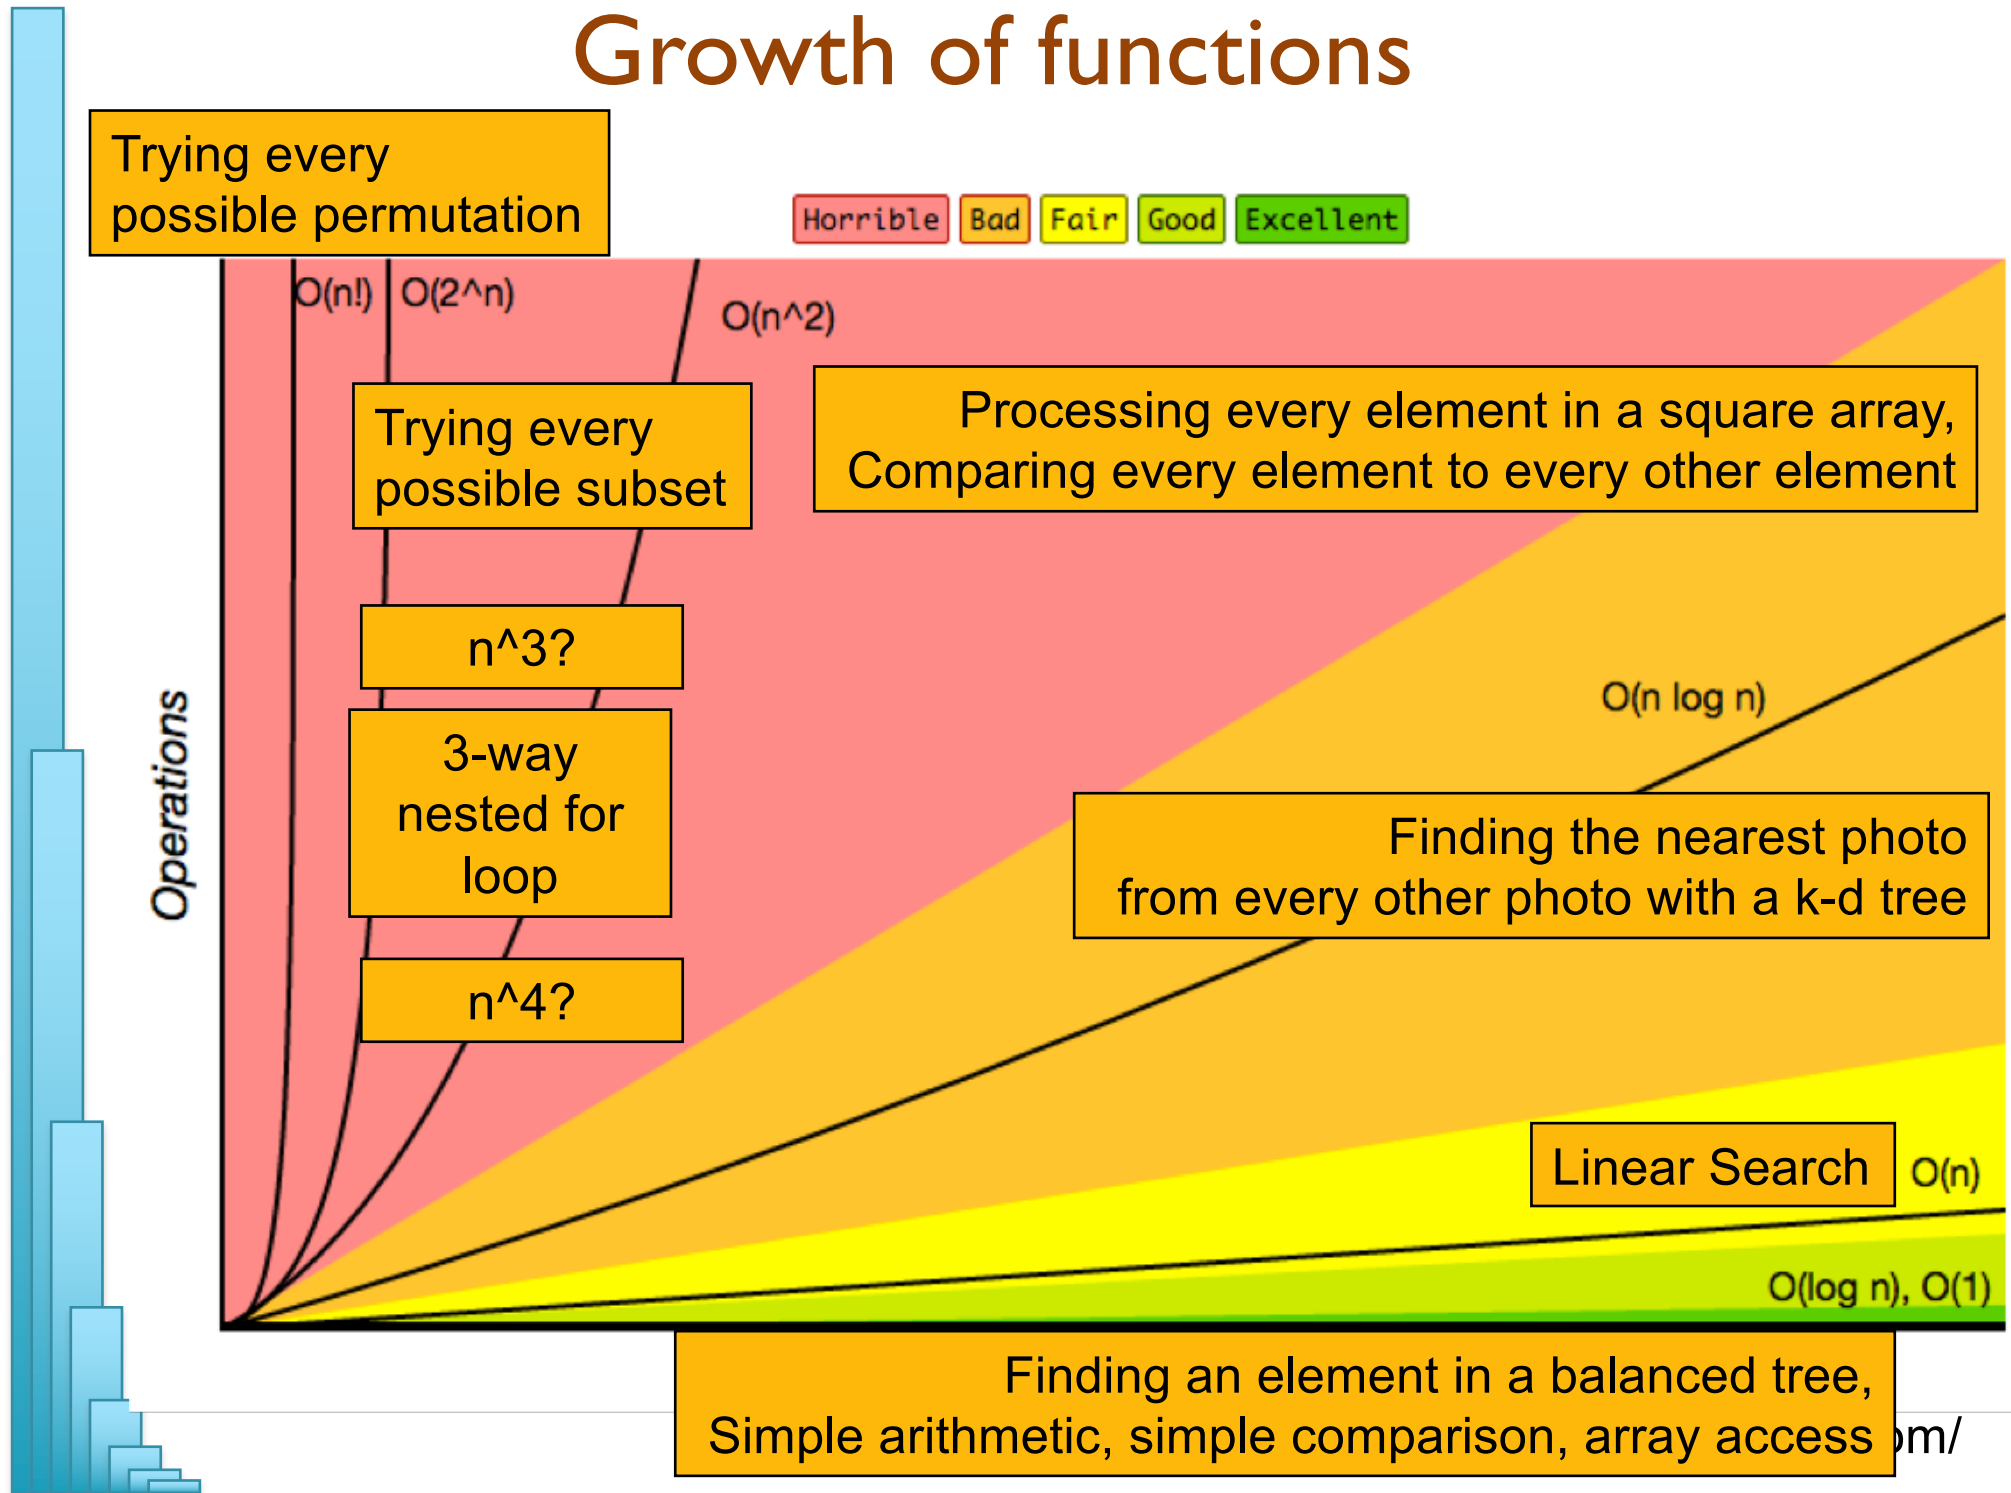 Growth of functions
Trying every
possible permutation
Horrible Bad Fair Good Excellent
O(n!) O(2^n)
O(n^2)
Trying every
possible subset
Processing every element in a square array,
Comparing every element to every other element
n^3?
3-way
nested for
loop
n^4?
Operations
O(n log n)
Finding the nearest photo
from every other photo with a k-d tree
Linear Search
O(n)
O(log n), O(1)
Finding an element in a balanced tree,
Simple arithmetic, simple comparison, array access